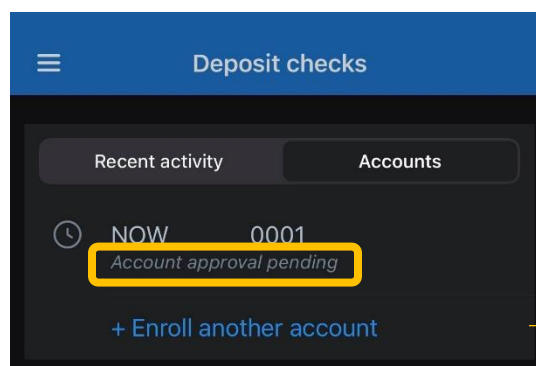 Deposit checks
Recent activity Accounts
NOW 0001
Account approval pending
+ Enroll another account